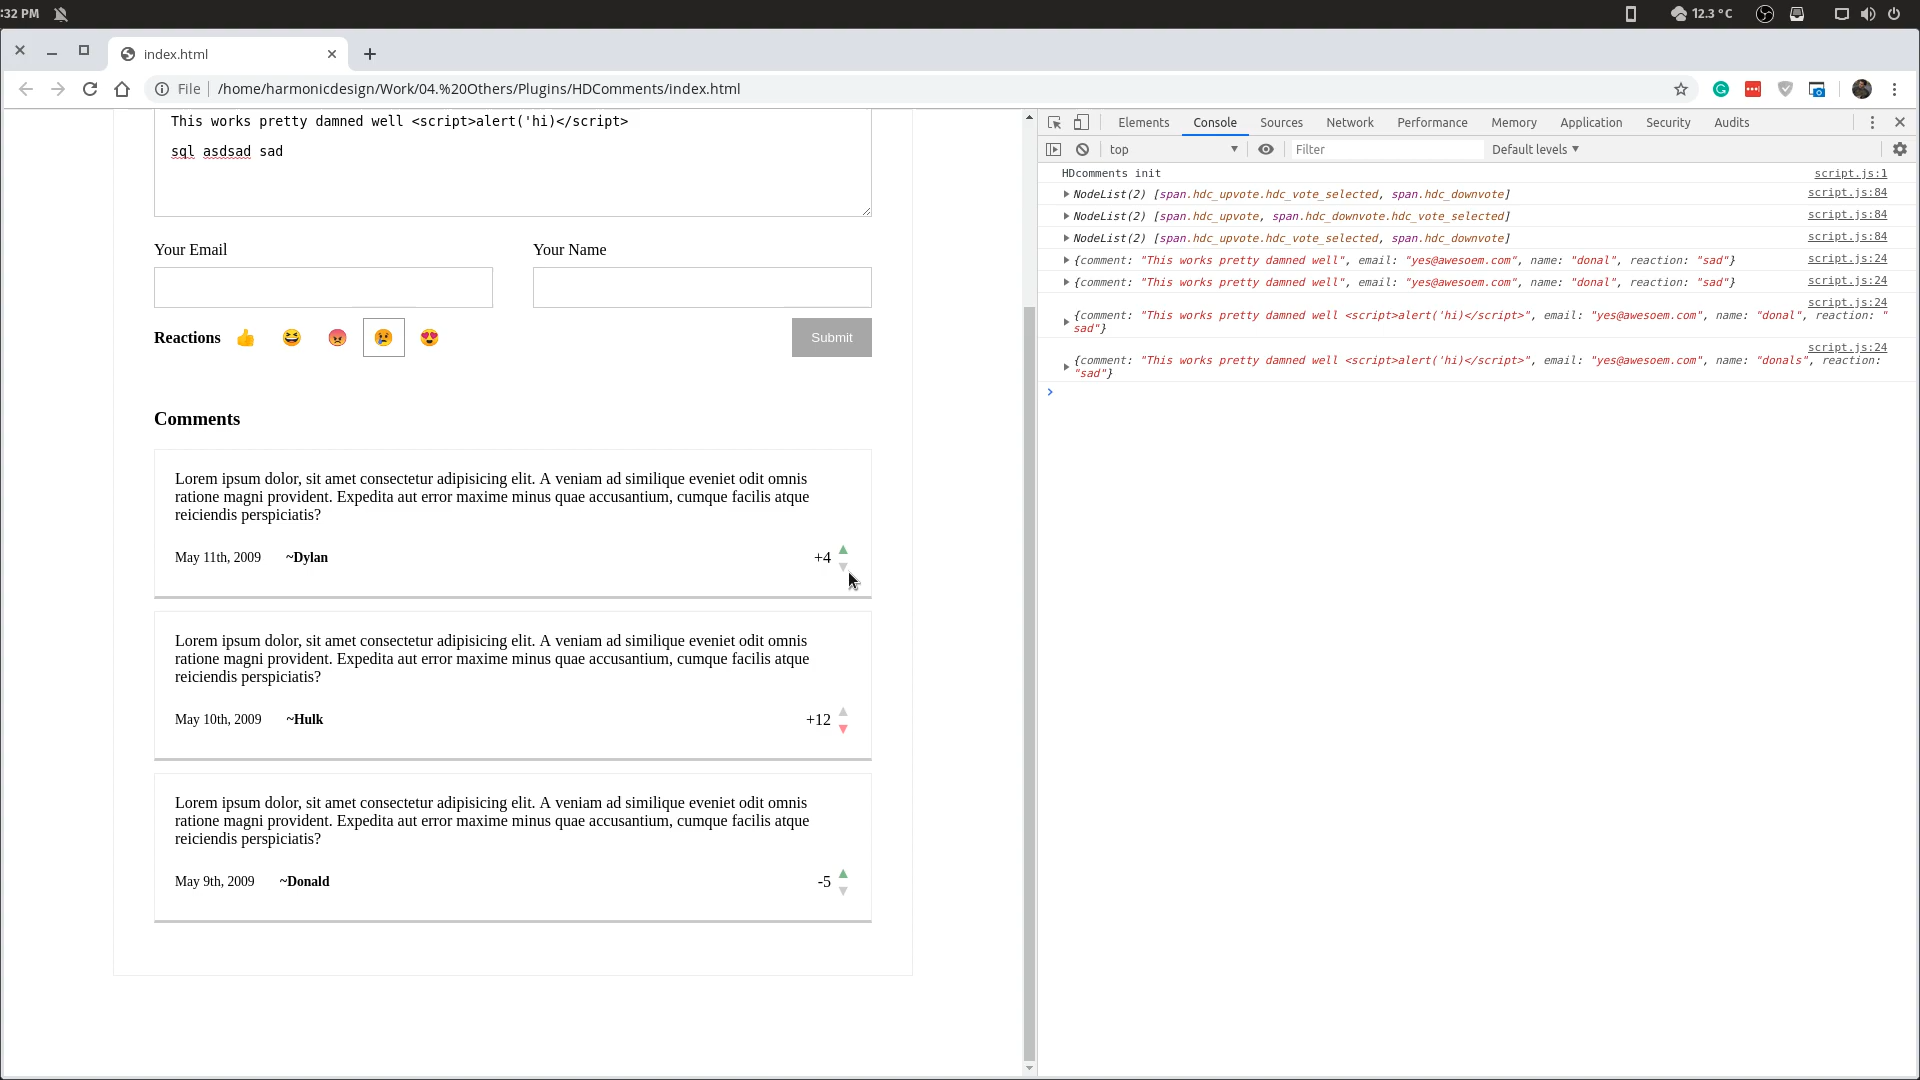 :32 PM
12.3 °C
index.html
File
/home/harmonicdesign/Work/04.%20Others/Plugins/HDComments/index.html
This works pretty damned well <script>alert('hi)</script>
sql asdsad sad
Your Email
Your Name
Reactions
Submit
Comments
Lorem ipsum dolor, sit amet consectetur adipisicing elit. A veniam ad similique eveniet odit omnis
ratione magni provident. Expedita aut error maxime minus quae accusantium, cumque facilis atque
reiciendis perspiciatis?
May 11th, 2009 ~Dylan +4
Lorem ipsum dolor, sit amet consectetur adipisicing elit. A veniam ad similique eveniet odit omnis
ratione magni provident. Expedita aut error maxime minus quae accusantium, cumque facilis atque
reiciendis perspiciatis?
May 10th, 2009 ~Hulk +12
Lorem ipsum dolor, sit amet consectetur adipisicing elit. A veniam ad similique eveniet odit omnis
ratione magni provident. Expedita aut error maxime minus quae accusantium, cumque facilis atque
reiciendis perspiciatis?
May 9th, 2009 ~Donald -5
Elements Console Sources Network Performance Memory Application Security Audits
top Filter Default levels
HDcomments init script.js:1
NodeList(2) [span.hdc_upvote.hdc_vote_selected, span.hdc_downvote] script.js:84
NodeList(2) [span.hdc_upvote, span.hdc_downvote.hdc_vote_selected] script.js:84
NodeList(2) [span.hdc_upvote.hdc_vote_selected, span.hdc_downvote] script.js:84
{comment: "This works pretty damned well", email: "yes@awesoem.com", name: "donal", reaction: "sad"} script.js:24
{comment: "This works pretty damned well", email: "yes@awesoem.com", name: "donal", reaction: "sad"} script.js:24
script.js:24
{comment: "This works pretty damned well <script>alert('hi)</script>", email: "yes@awesoem.com", name: "donal", reaction: "
sad"}
script.js:24
{comment: "This works pretty damned well <script>alert('hi)</script>", email: "yes@awesoem.com", name: "donals", reaction:
"sad"}